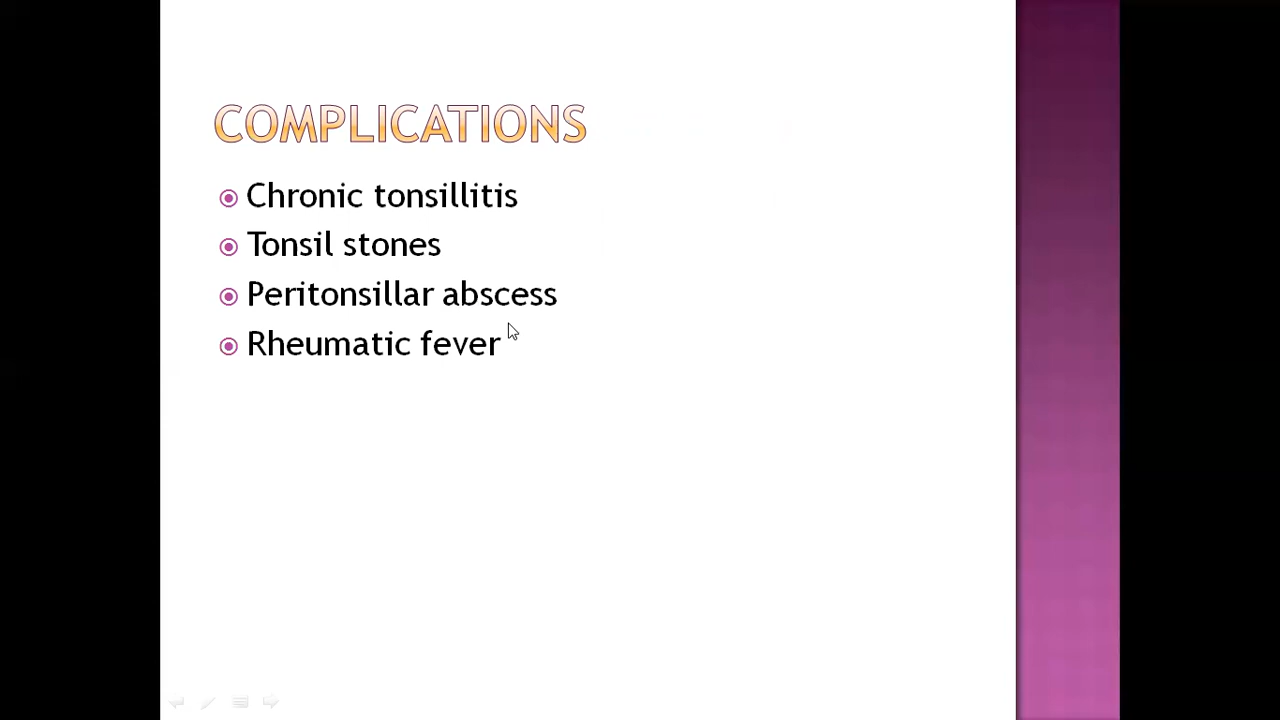 COMPLICATIONS
Chronic tonsillitis
Tonsil stones
Peritonsillar abscess
Rheumatic fever